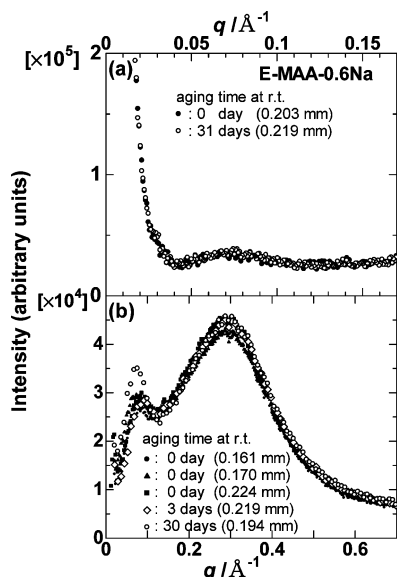 q /Å-1
0 0.05 0.1 0.15
[×10⁵]
2
(a)
E-MAA-0.6Na
aging time at r.t.
● : 0 day (0.203 mm)
○ : 31 days (0.219 mm)
1
0
Intensity (arbitrary units)
[×10⁴]
(b)
4
3
2
aging time at r.t.
● : 0 day (0.161 mm)
▲ : 0 day (0.170 mm)
■ : 0 day (0.224 mm)
◇ : 3 days (0.219 mm)
○ : 30 days (0.194 mm)
1
0
0 0.2 0.4 0.6
q /Å-1